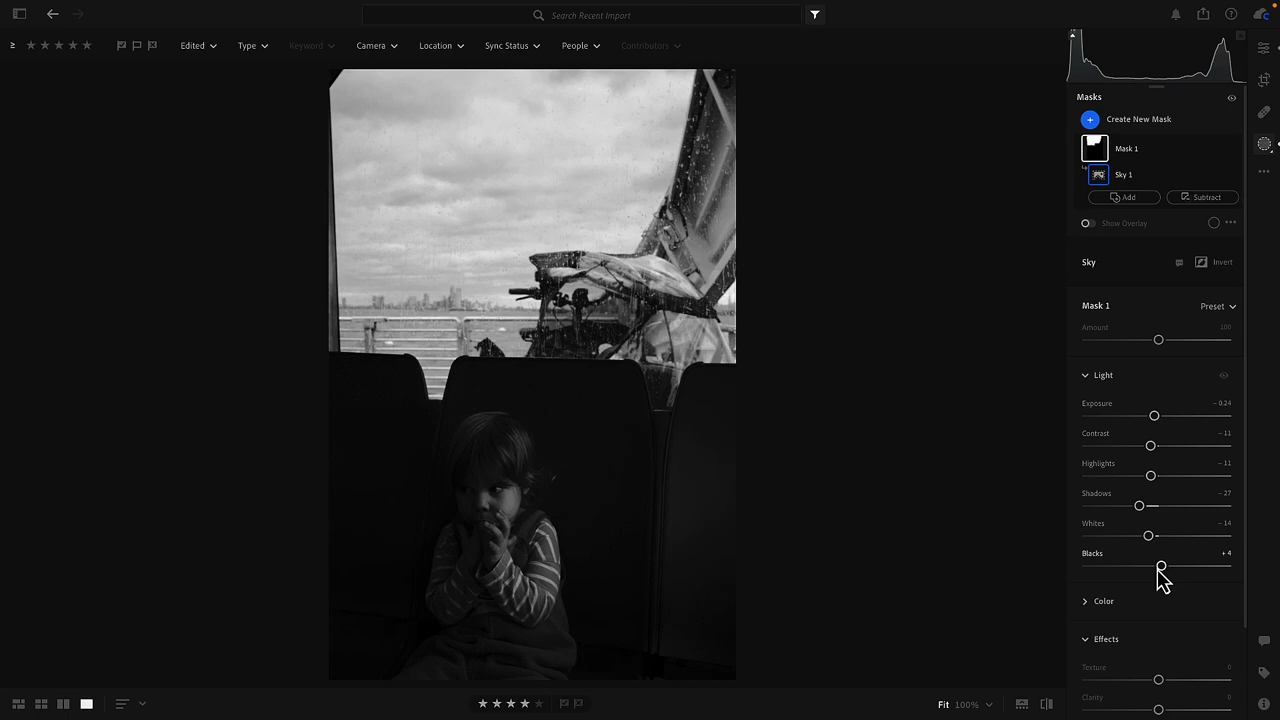 Search Recent Import
≥ Edited Type Keyword Camera Location Sync Status People Contributors
Masks
Create New Mask
Mask 1
Sky 1
Add Subtract
Show Overlay
Sky Invert
Mask 1 Preset
Amount 100
Light
Exposure − 0.24
Contrast − 11
Highlights − 11
Shadows − 27
Whites − 14
Blacks + 4
Color
Effects
Texture 0
Clarity 0
Fit 100%